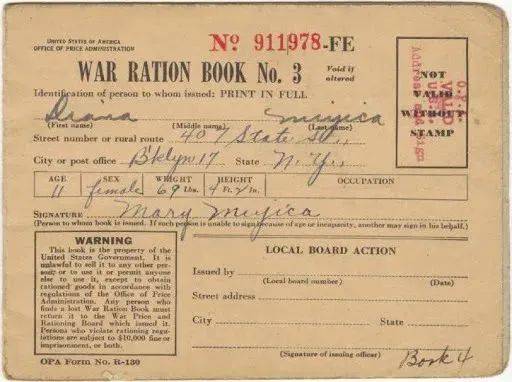 UNITED STATES OF AMERICA
OFFICE OF PRICE ADMINISTRATION
Nº 911978-FE
WAR RATION BOOK No. 3
Void if
altered
NOT
VALID
WITHOUT
STAMP
O.P.A.
VALID
U.S.
Address and Sign
Identification of person to whom issued: PRINT IN FULL
Diana Mujica
(First name) (Middle name) (Last name)
Street number or rural route 407 State St.,
City or post office B'klyn 17 State N.Y.,
AGE SEX WEIGHT HEIGHT OCCUPATION
11 female 69 Lbs. 4 Ft. 7 In.
SIGNATURE Mary Mujica
(Person to whom book is issued. If such person is unable to sign because of age or incapacity, another may sign in his behalf.)
WARNING
This book is the property of the
United States Government. It is
unlawful to sell it to any other per-
son, or to use it or permit anyone
else to use it, except to obtain
rationed goods in accordance with
regulations of the Office of Price
Administration. Any person who
finds a lost War Ration Book must
return it to the War Price and
Rationing Board which issued it.
Persons who violate rationing regu-
lations are subject to $10,000 fine or
imprisonment, or both.
LOCAL BOARD ACTION
Issued by
(Local board number) (Date)
Street address
City State
(Signature of issuing officer)
OPA Form No. R-130
Book 4